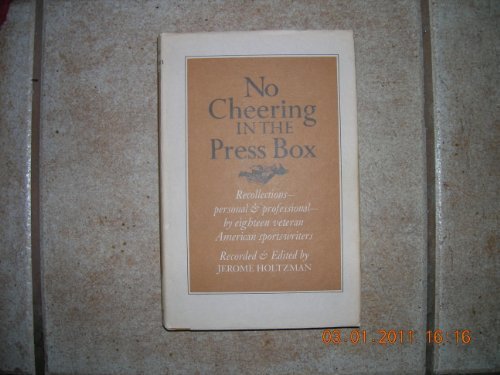 No
Cheering
IN THE
Press Box
Recollections—
personal & professional—
by eighteen veteran
American sportswriters
Recorded & Edited by
JEROME HOLTZMAN
03.01.2011 16:16